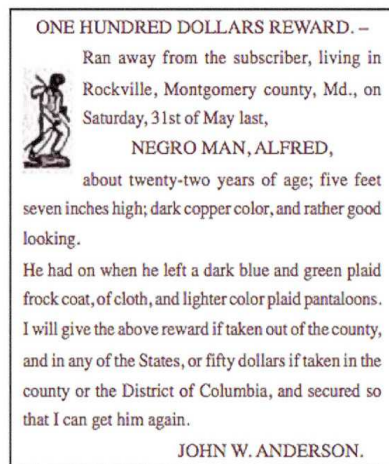 ONE HUNDRED DOLLARS REWARD. –
Ran away from the subscriber, living in
Rockville, Montgomery county, Md., on
Saturday, 31st of May last,
NEGRO MAN, ALFRED,
about twenty-two years of age; five feet
seven inches high; dark copper color, and rather good
looking.
He had on when he left a dark blue and green plaid
frock coat, of cloth, and lighter color plaid pantaloons.
I will give the above reward if taken out of the county,
and in any of the States, or fifty dollars if taken in the
county or the District of Columbia, and secured so
that I can get him again.
JOHN W. ANDERSON.